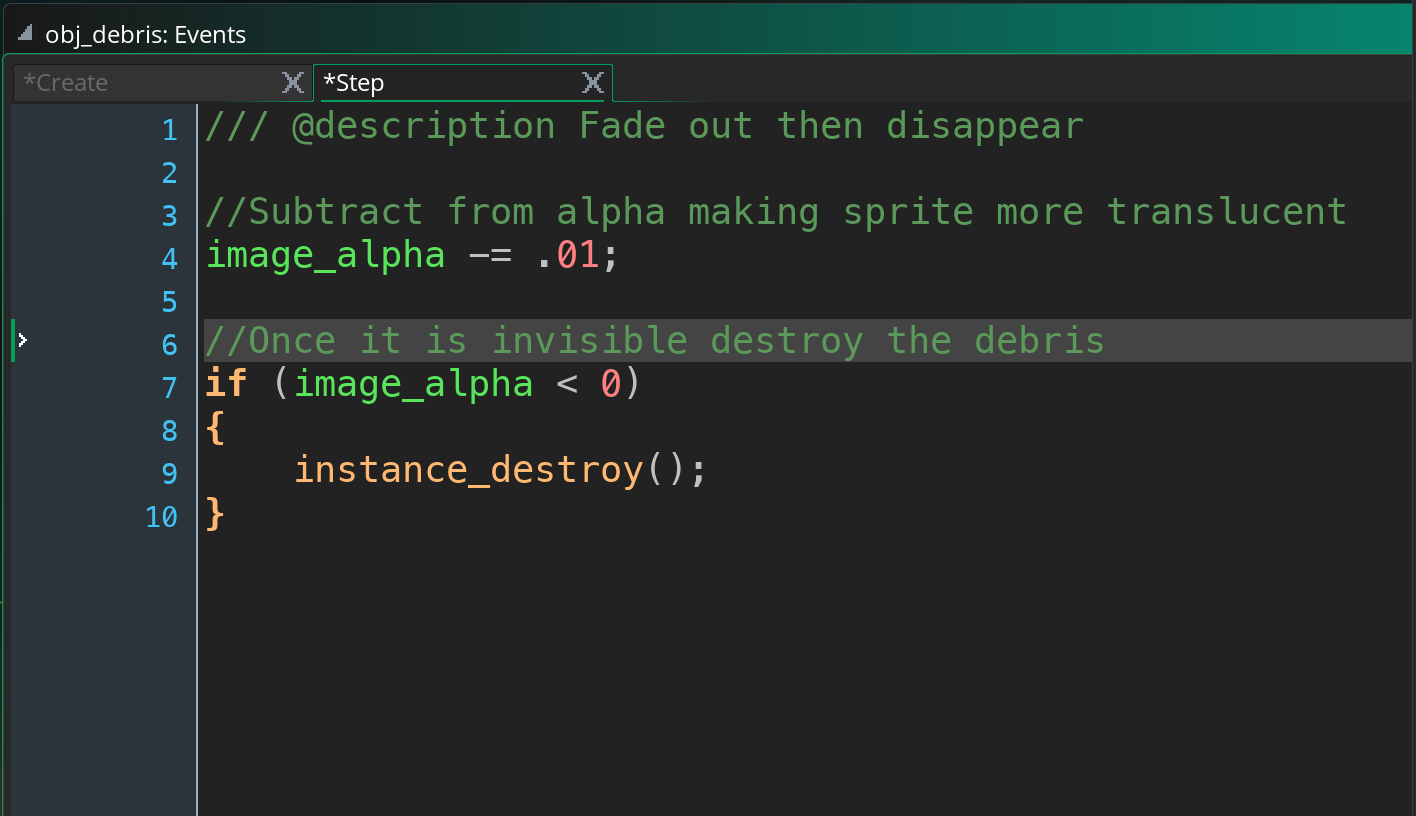 obj_debris: Events
*Create
*Step
1 /// @description Fade out then disappear
2
3 //Subtract from alpha making sprite more translucent
4 image_alpha -= .01;
5
6 //Once it is invisible destroy the debris
7 if (image_alpha < 0)
8 {
9     instance_destroy();
10 }